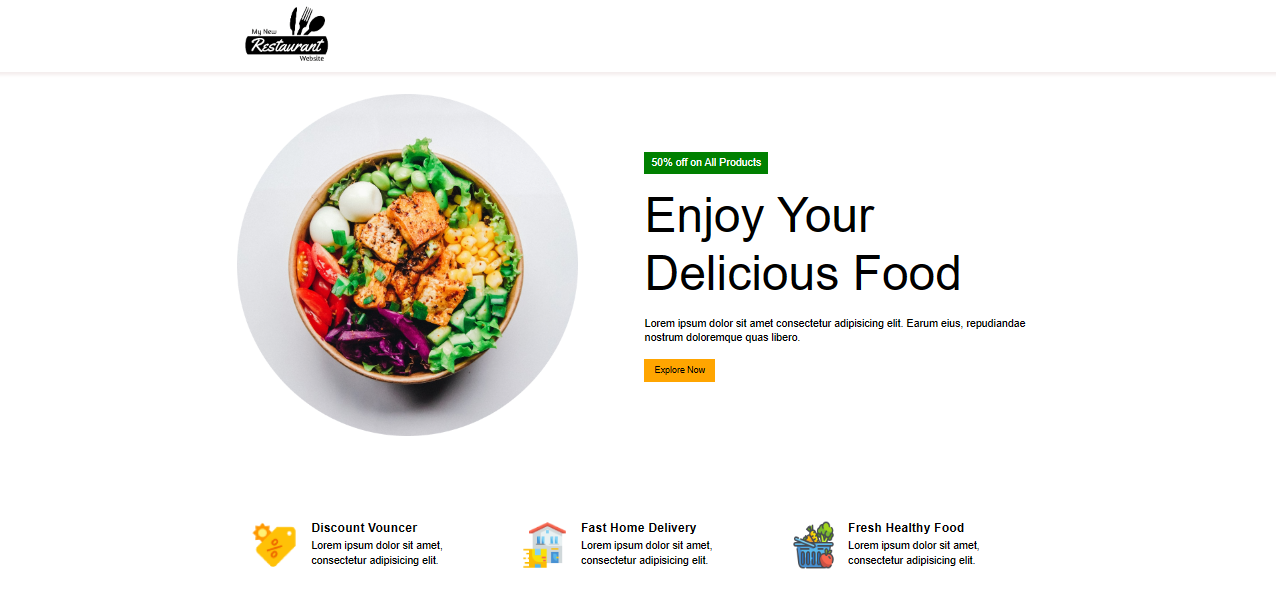 My New
Restaurant
Website
50% off on All Products
Enjoy Your
Delicious Food
Lorem ipsum dolor sit amet consectetur adipisicing elit. Earum eius, repudiandae
nostrum doloremque quas libero.
Explore Now
Discount Vouncer
Lorem ipsum dolor sit amet,
consectetur adipisicing elit.
Fast Home Delivery
Lorem ipsum dolor sit amet,
consectetur adipisicing elit.
Fresh Healthy Food
Lorem ipsum dolor sit amet,
consectetur adipisicing elit.